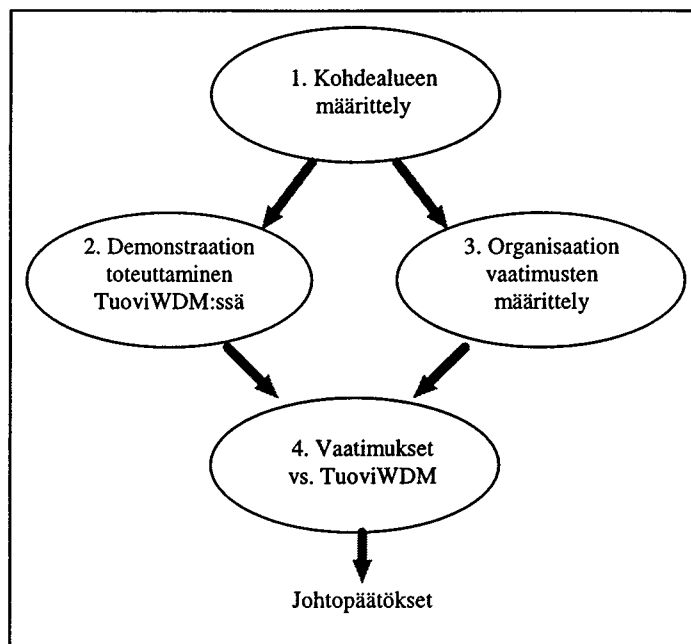 1. Kohdealueen
määrittely
2. Demonstraation
toteuttaminen
TuoviWDM:ssä
3. Organisaation
vaatimusten
määrittely
4. Vaatimukset
vs. TuoviWDM
Johtopäätökset